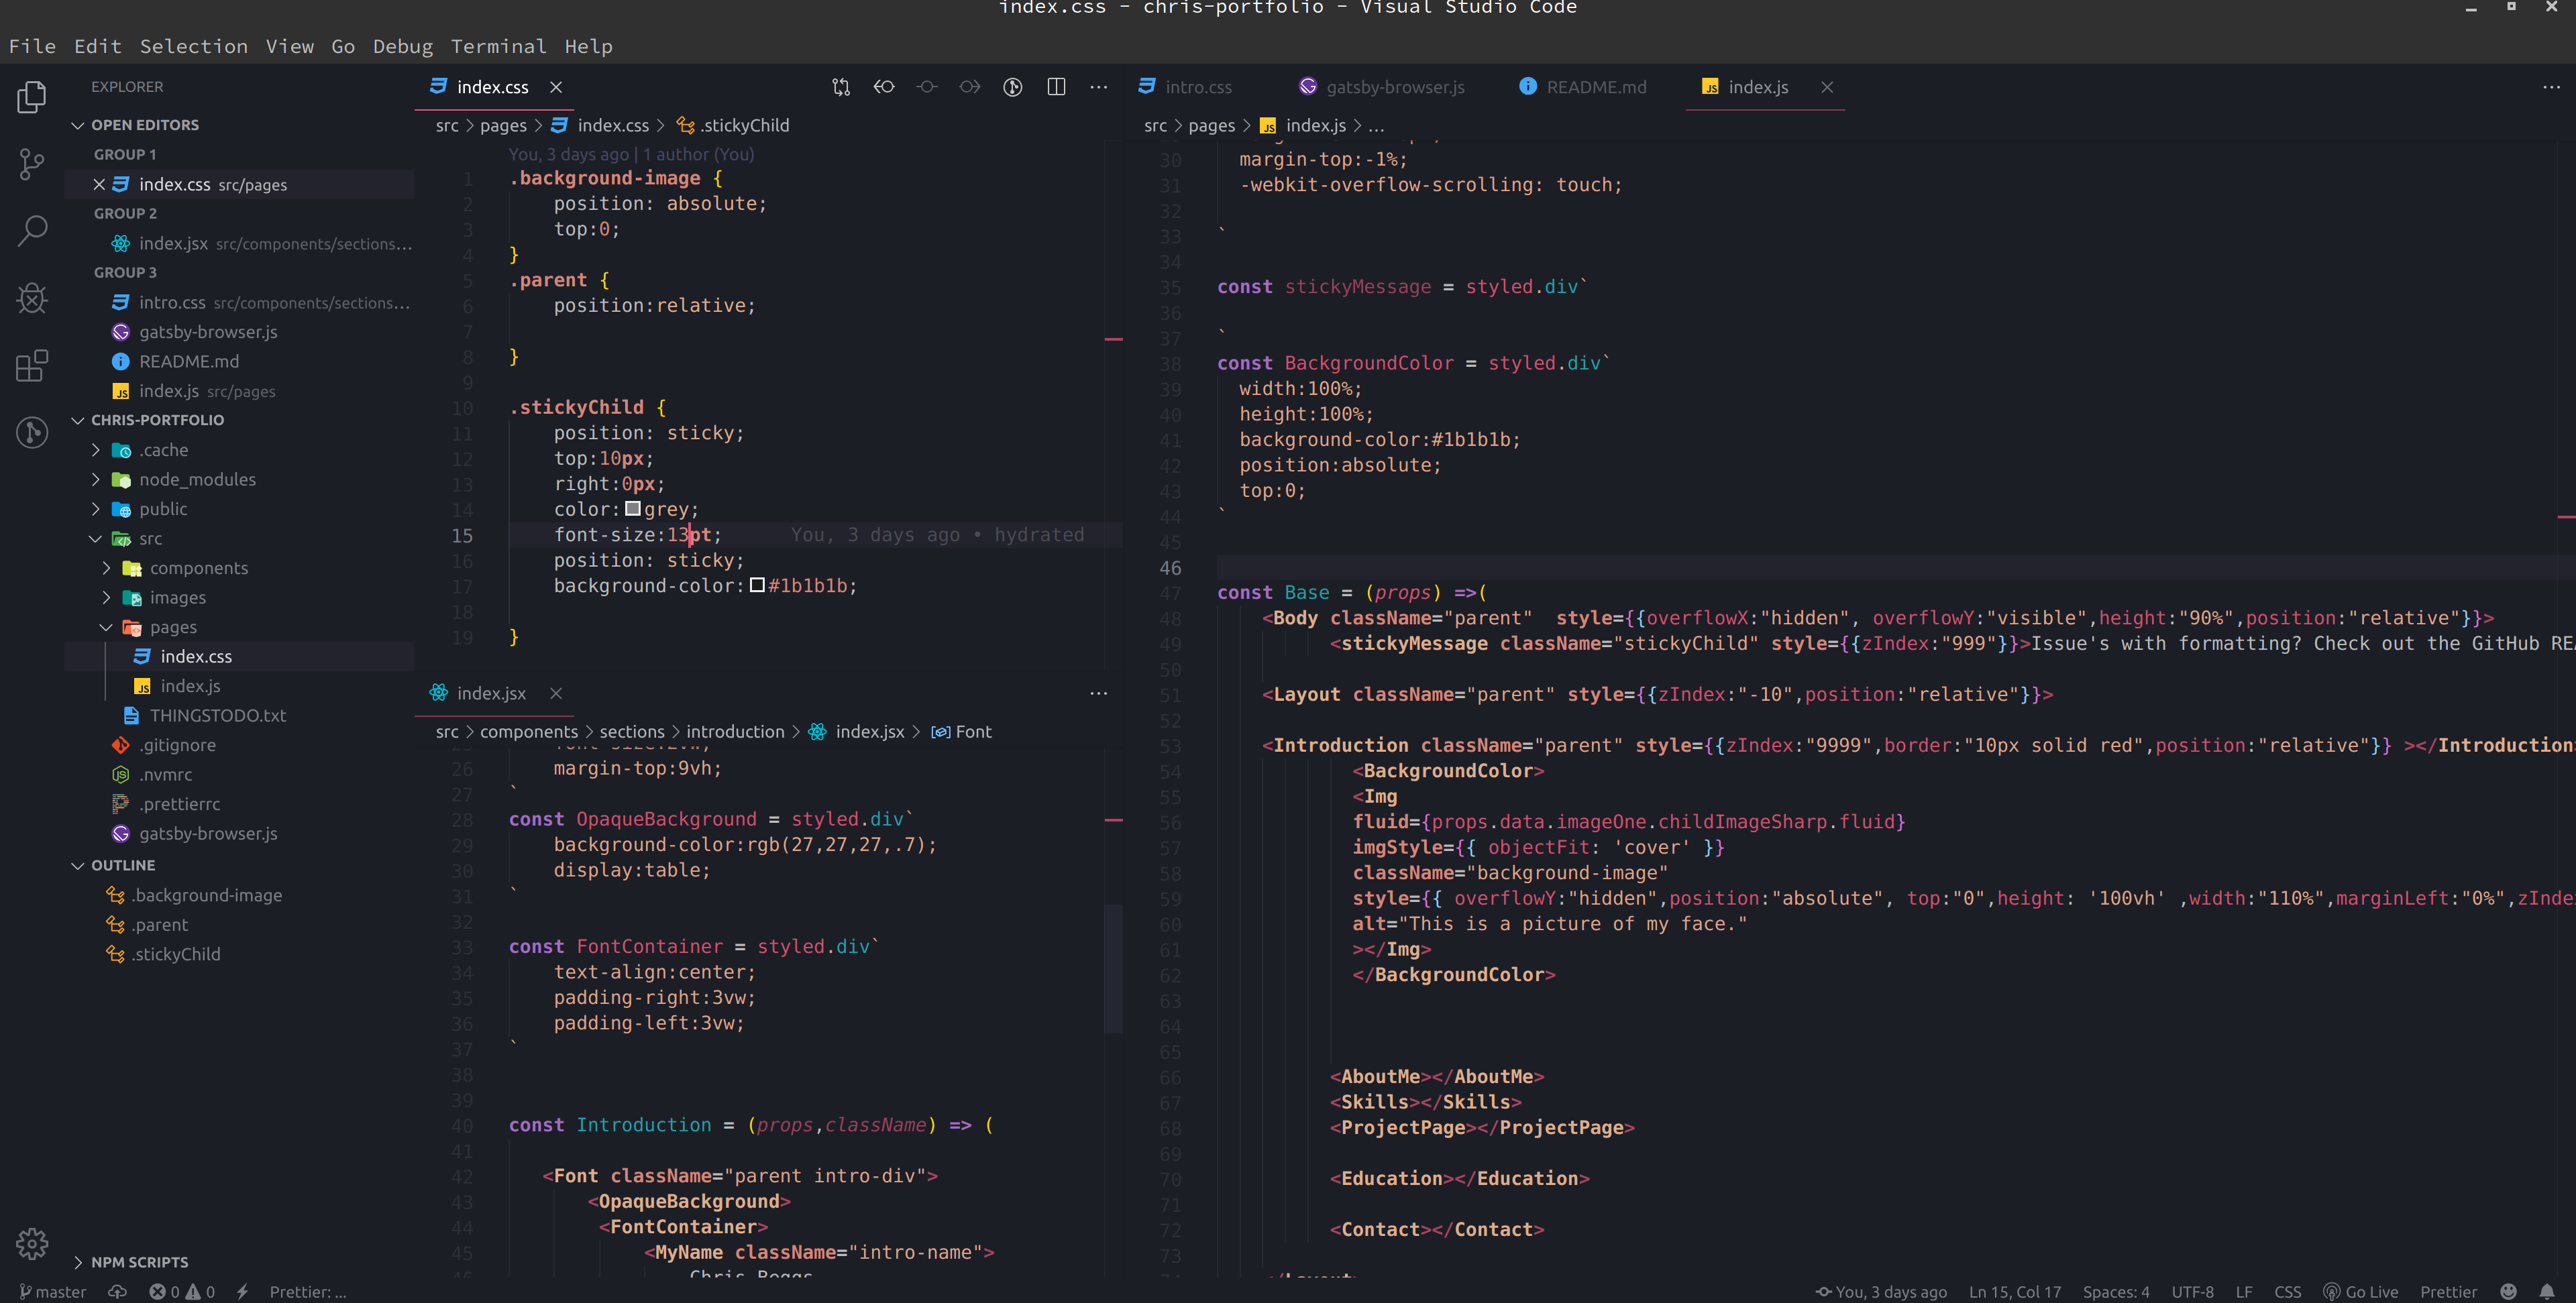 index.css - chris-portfolio - Visual Studio Code
File Edit Selection View Go Debug Terminal Help
EXPLORER
OPEN EDITORS
GROUP 1
index.css src/pages
GROUP 2
index.jsx src/components/sections...
GROUP 3
intro.css src/components/sections...
gatsby-browser.js
README.md
index.js src/pages
CHRIS-PORTFOLIO
.cache
node_modules
public
src
components
images
pages
index.css
index.js
THINGSTODO.txt
.gitignore
.nvmrc
.prettierrc
gatsby-browser.js
OUTLINE
.background-image
.parent
.stickyChild
NPM SCRIPTS
index.css
src > pages > index.css > .stickyChild
You, 3 days ago | 1 author (You)
1 .background-image {
2 position: absolute;
3 top:0;
4 }
5 .parent {
6 position:relative;
7
8 }
9
10 .stickyChild {
11 position: sticky;
12 top:10px;
13 right:0px;
14 color:grey;
15 font-size:13pt; You, 3 days ago • hydrated
16 position: sticky;
17 background-color:#1b1b1b;
18
19 }
index.jsx
src > components > sections > introduction > index.jsx > Font
26 margin-top:9vh;
27 `
28 const OpaqueBackground = styled.div`
29 background-color:rgb(27,27,27,.7);
30 display:table;
31 `
32
33 const FontContainer = styled.div`
34 text-align:center;
35 padding-right:3vw;
36 padding-left:3vw;
37 `
38
39
40 const Introduction = (props,className) => (
41
42 <Font className="parent intro-div">
43 <OpaqueBackground>
44 <FontContainer>
45 <MyName className="intro-name">
intro.css gatsby-browser.js README.md index.js
src > pages > index.js > ...
30 margin-top:-1%;
31 -webkit-overflow-scrolling: touch;
32
33 `
34
35 const stickyMessage = styled.div`
36
37 `
38 const BackgroundColor = styled.div`
39 width:100%;
40 height:100%;
41 background-color:#1b1b1b;
42 position:absolute;
43 top:0;
44 `
45
46
47 const Base = (props) =>(
48 <Body className="parent"  style={{overflowX:"hidden", overflowY:"visible",height:"90%",position:"relative"}}>
49 <stickyMessage className="stickyChild" style={{zIndex:"999"}}>Issue's with formatting? Check out the GitHub RE
50
51 <Layout className="parent" style={{zIndex:"-10",position:"relative"}}>
52
53 <Introduction className="parent" style={{zIndex:"9999",border:"10px solid red",position:"relative"}} ></Introduction
54 <BackgroundColor>
55 <Img
56 fluid={props.data.imageOne.childImageSharp.fluid}
57 imgStyle={{ objectFit: 'cover' }}
58 className="background-image"
59 style={{ overflowY:"hidden",position:"absolute", top:"0",height: '100vh' ,width:"110%",marginLeft:"0%",zInde
60 alt="This is a picture of my face."
61 ></Img>
62 </BackgroundColor>
63
64
65
66 <AboutMe></AboutMe>
67 <Skills></Skills>
68 <ProjectPage></ProjectPage>
69
70 <Education></Education>
71
72 <Contact></Contact>
73
master 0 0 Prettier: ... You, 3 days ago Ln 15, Col 17 Spaces: 4 UTF-8 LF CSS Go Live Prettier